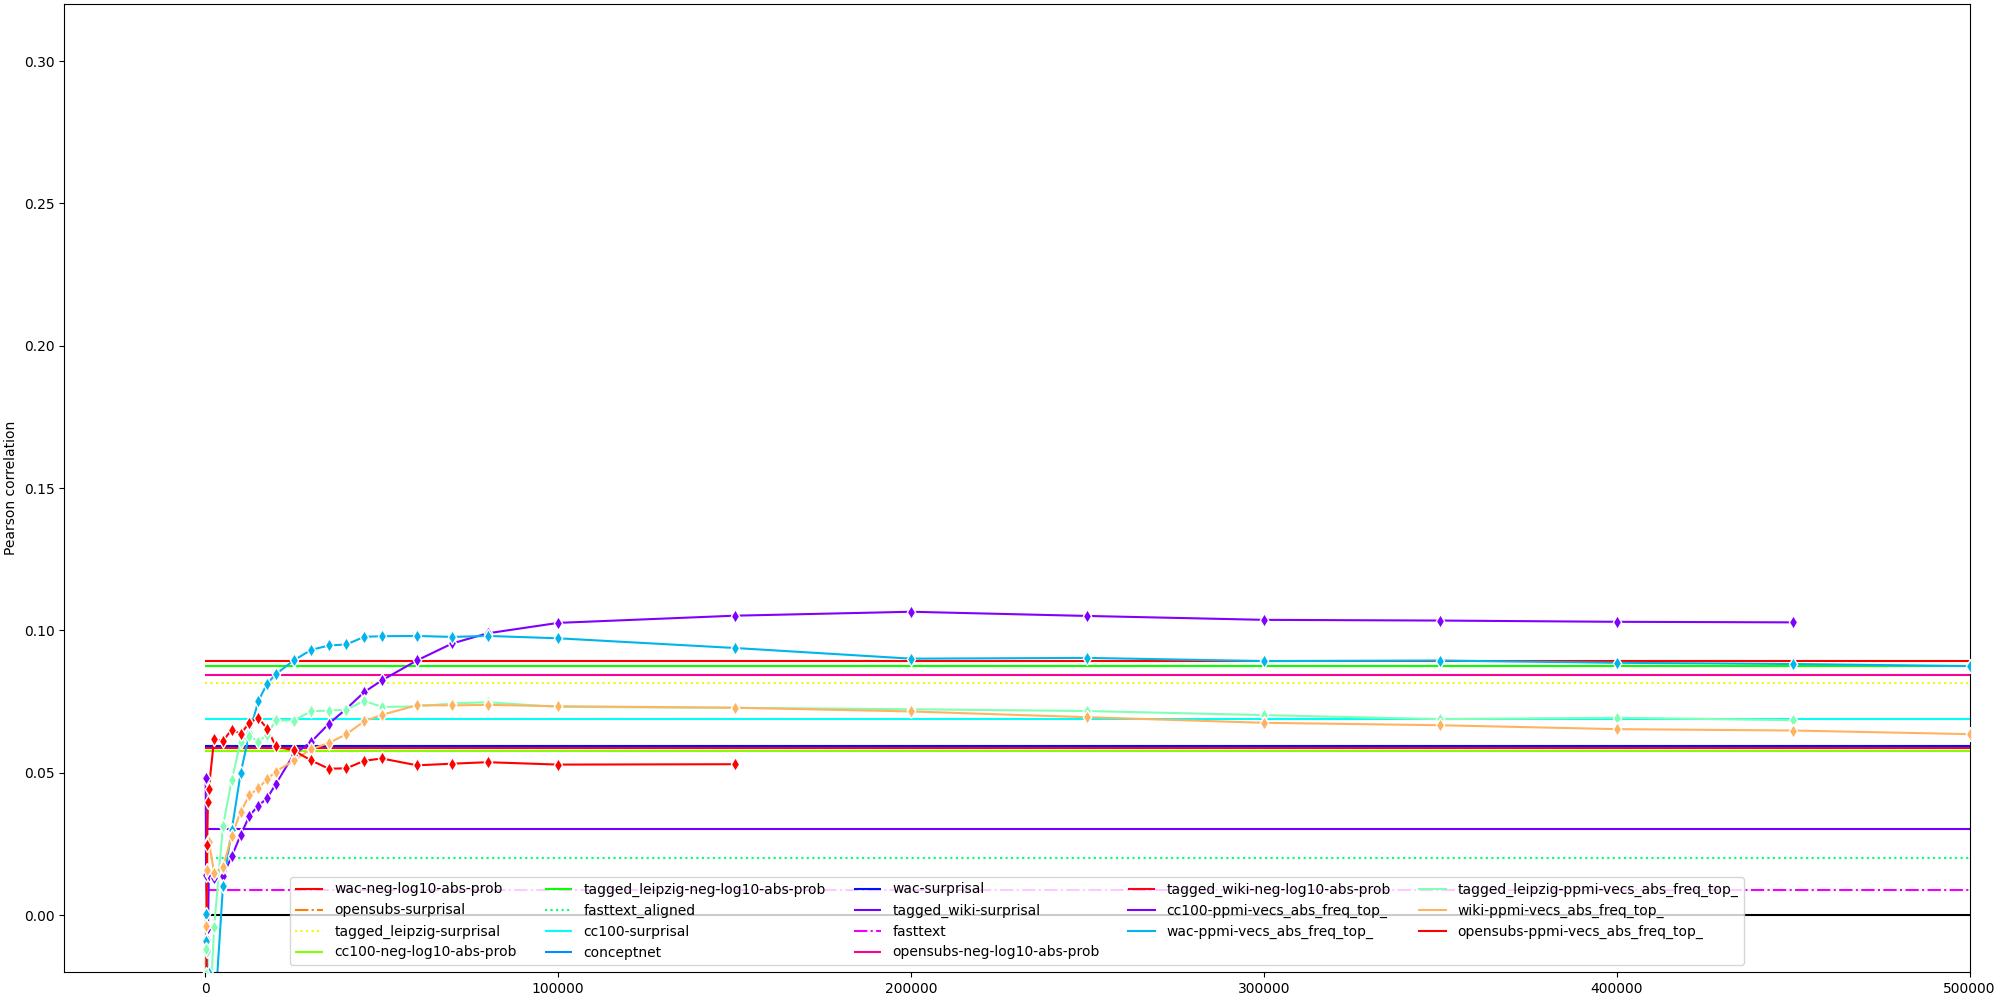 0.30
0.25
0.20
0.15
0.10
0.05
0.00
Pearson correlation
wac-neg-log10-abs-prob
opensubs-surprisal
tagged_leipzig-surprisal
cc100-neg-log10-abs-prob
tagged_leipzig-neg-log10-abs-prob
fasttext_aligned
cc100-surprisal
conceptnet
wac-surprisal
tagged_wiki-surprisal
fasttext
opensubs-neg-log10-abs-prob
tagged_wiki-neg-log10-abs-prob
cc100-ppmi-vecs_abs_freq_top_
wac-ppmi-vecs_abs_freq_top_
tagged_leipzig-ppmi-vecs_abs_freq_top_
wiki-ppmi-vecs_abs_freq_top_
opensubs-ppmi-vecs_abs_freq_top_
0 100000 200000 300000 400000 500000